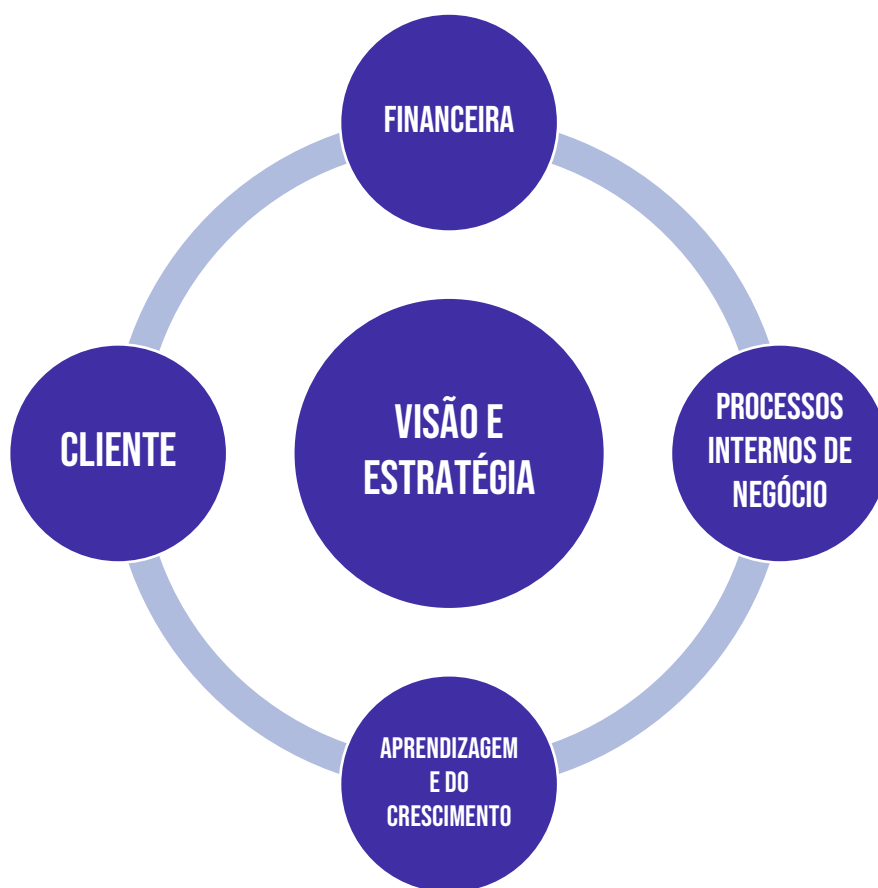 FINANCEIRA
CLIENTE
VISÃO E
ESTRATÉGIA
PROCESSOS
INTERNOS DE
NEGÓCIO
APRENDIZAGEM
E DO
CRESCIMENTO